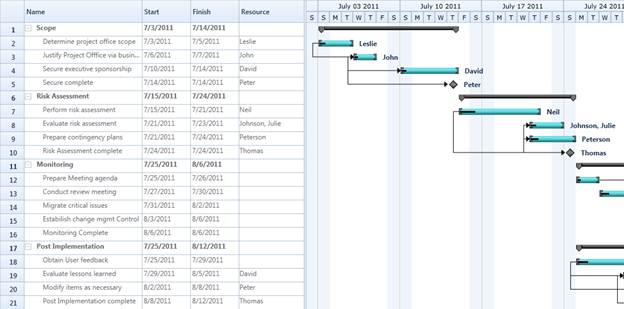 Name Start Finish Resource
1 Scope 7/3/2011 7/14/2011
2 Determine project office scope 7/3/2011 7/5/2011 Leslie
3 Justify Project Offfice via busin... 7/6/2011 7/7/2011 John
4 Secure executive sponsorship 7/10/2011 7/14/2011 David
5 Secure complete 7/14/2011 7/14/2011 Peter
6 Risk Assessment 7/15/2011 7/24/2011
7 Perform risk assessment 7/15/2011 7/21/2011 Neil
8 Evaluate risk assessment 7/21/2011 7/23/2011 Johnson, Julie
9 Prepare contingency plans 7/21/2011 7/24/2011 Peterson
10 Risk Assessment complete 7/24/2011 7/24/2011 Thomas
11 Monitoring 7/25/2011 8/6/2011
12 Prepare Meeting agenda 7/25/2011 7/26/2011
13 Conduct review meeting 7/27/2011 7/30/2011
14 Migrate critical issues 7/31/2011 8/2/2011
15 Estabilish change mgmt Control 8/3/2011 8/6/2011
16 Monitoring Complete 8/6/2011 8/6/2011
17 Post Implementation 7/25/2011 8/12/2011
18 Obtain User feedback 7/25/2011 7/29/2011
19 Evaluate lessons learned 7/29/2011 8/5/2011 David
20 Modify items as necessary 8/2/2011 8/8/2011 Peter
21 Post Implementation complete 8/8/2011 8/12/2011 Thomas
July 03 2011 July 10 2011 July 17 2011 July 24 2011
S S M T W T F S S M T W T F S S M T W T F S S M T W T F
Leslie
John
David
Peter
Neil
Johnson, Julie
Peterson
Thomas